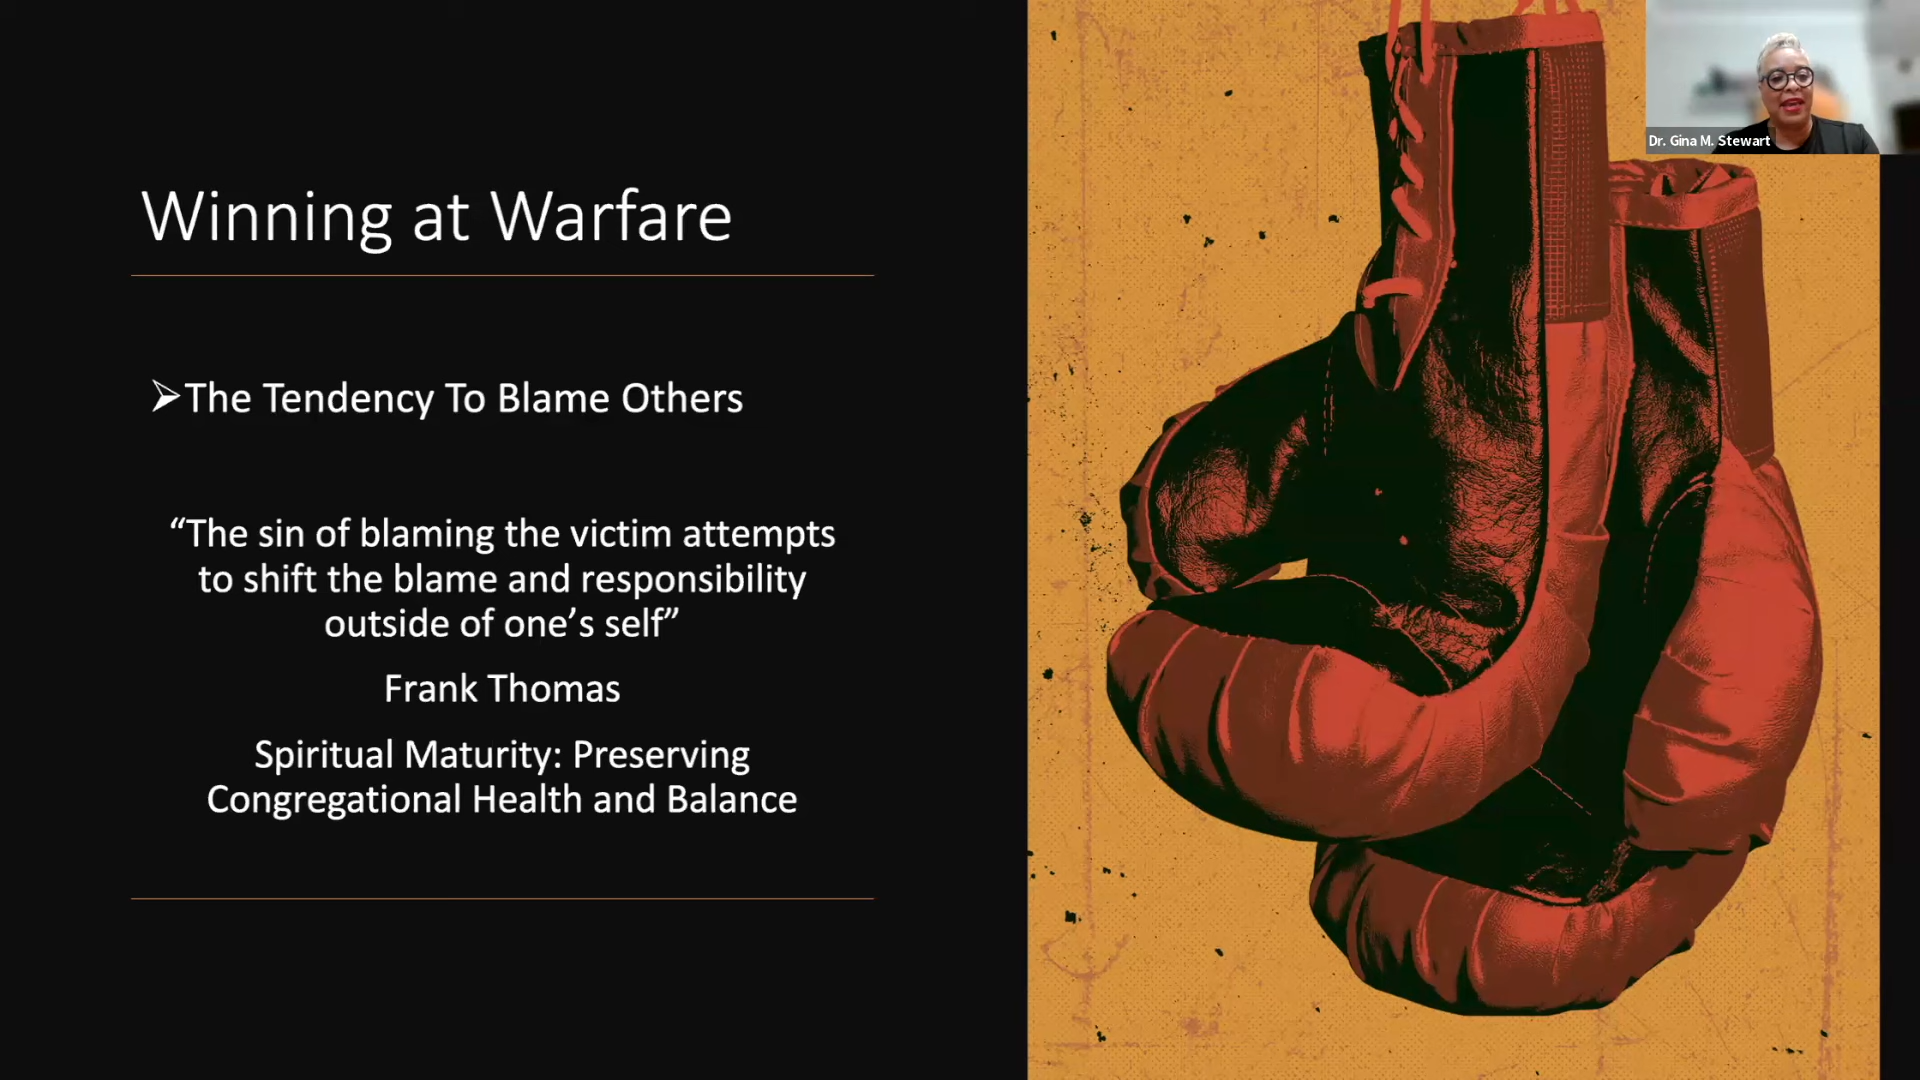 Winning at Warfare
➢The Tendency To Blame Others
“The sin of blaming the victim attempts
to shift the blame and responsibility
outside of one’s self”
Frank Thomas
Spiritual Maturity: Preserving
Congregational Health and Balance
Dr. Gina M. Stewart